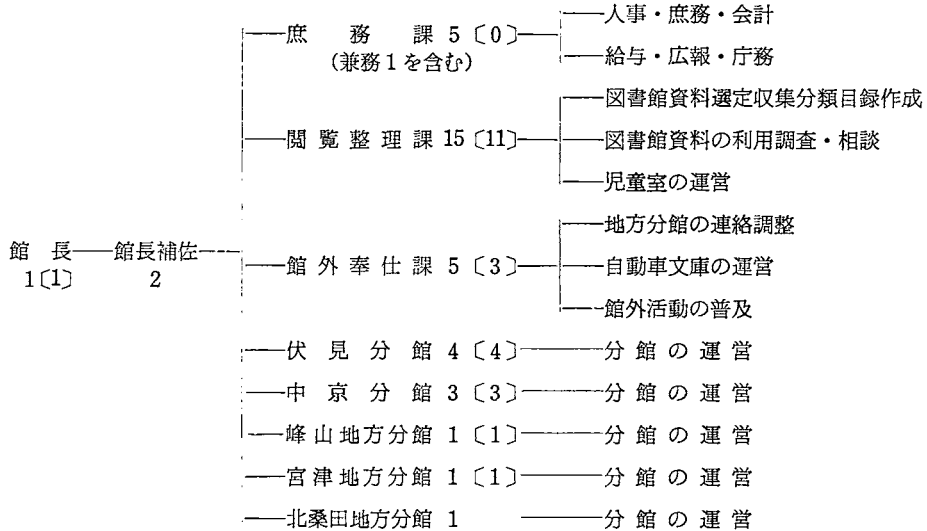 庶務課 5〔0〕
(兼務1を含む)
人事・庶務・会計
給与・広報・庁務
閲覧整理課 15〔11〕
図書館資料選定収集分類目録作成
図書館資料の利用調査・相談
児童室の運営
館長
1〔1〕
館長補佐
2
館外奉仕課 5〔3〕
地方分館の連絡調整
自動車文庫の運営
館外活動の普及
伏見分館 4〔4〕 分館の運営
中京分館 3〔3〕 分館の運営
峰山地方分館 1〔1〕 分館の運営
宮津地方分館 1〔1〕 分館の運営
北桑田地方分館 1 分館の運営